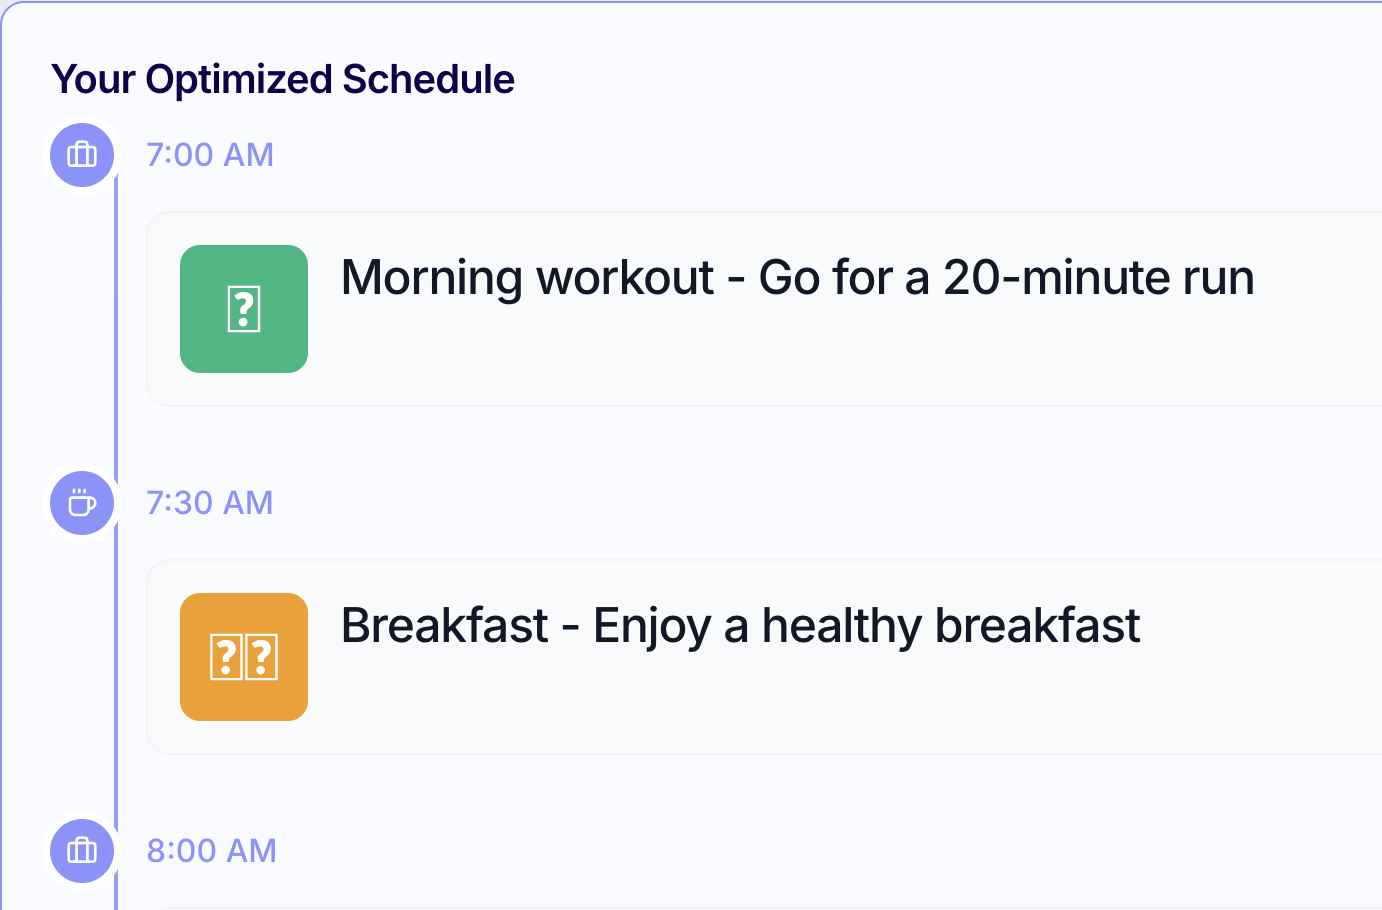 Your Optimized Schedule
7:00 AM
Morning workout - Go for a 20-minute run
7:30 AM
Breakfast - Enjoy a healthy breakfast
8:00 AM